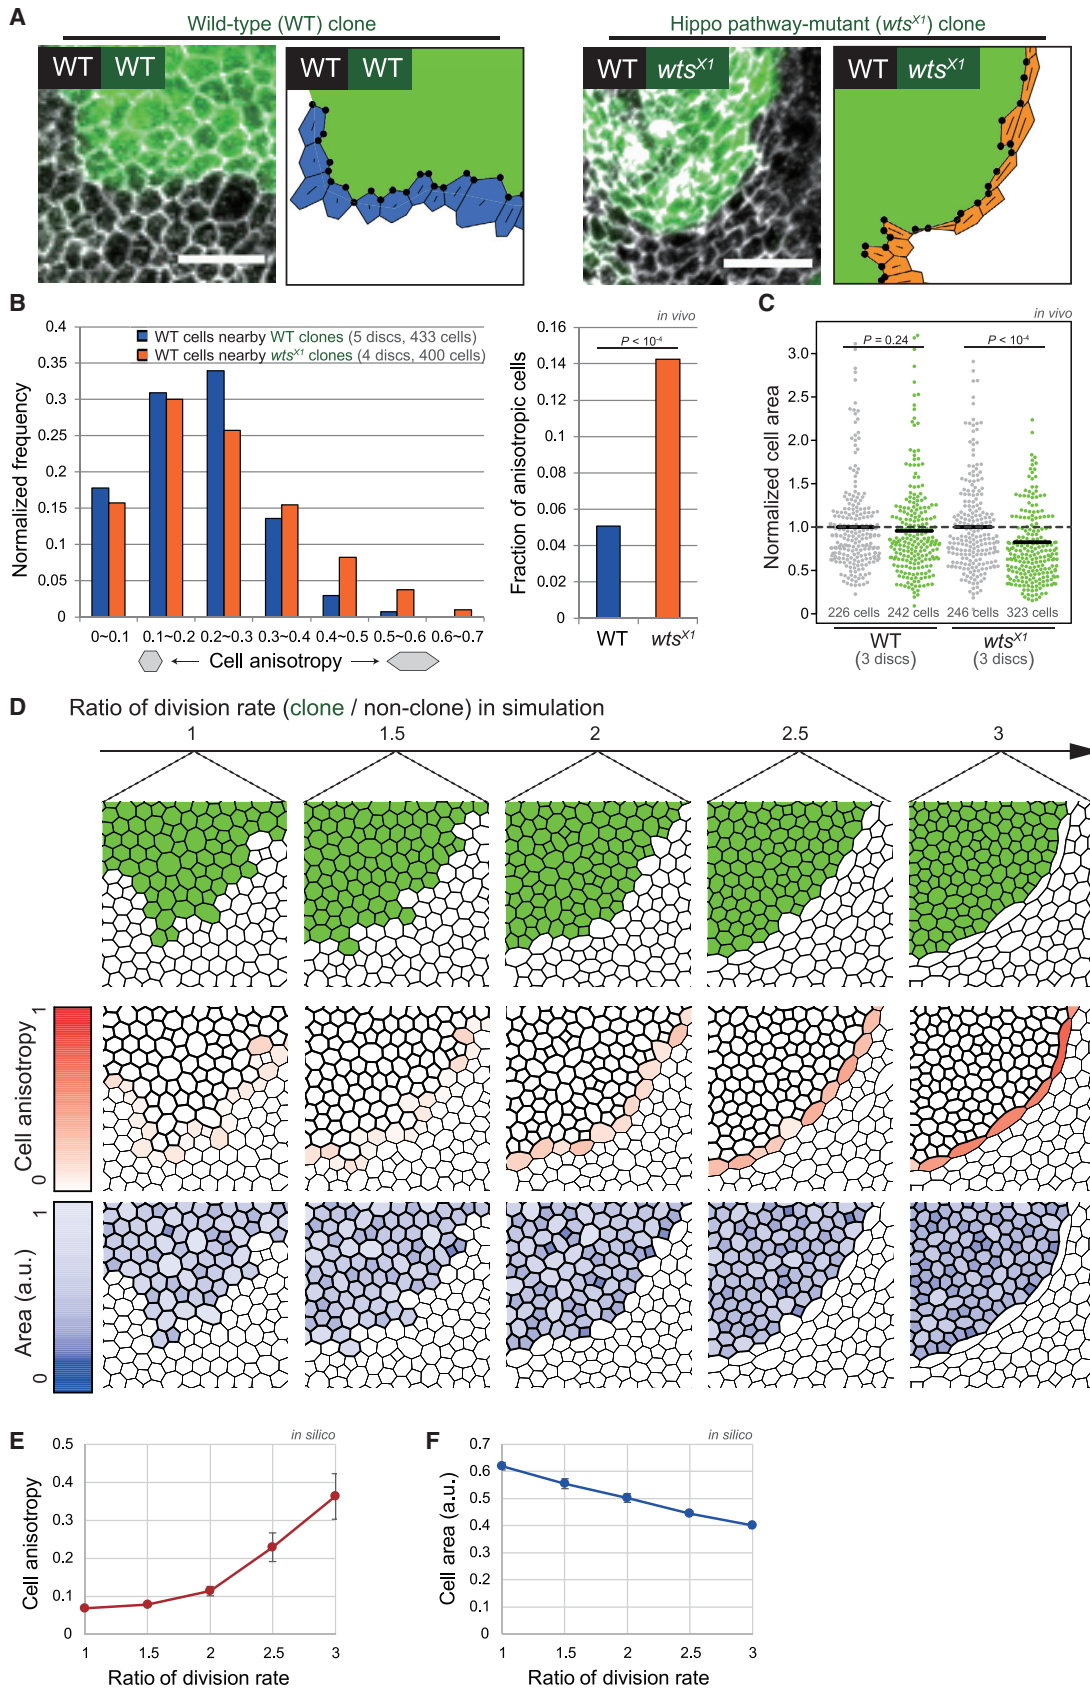 A
Wild-type (WT) clone
Hippo pathway-mutant (wtsX1) clone
WT WT
WT WT
WT wtsX1
WT wtsX1
B
Normalized frequency
0.4
0.35
0.3
0.25
0.2
0.15
0.1
0.05
0
WT cells nearby WT clones (5 discs, 433 cells)
WT cells nearby wtsX1 clones (4 discs, 400 cells)
0~0.1 0.1~0.2 0.2~0.3 0.3~0.4 0.4~0.5 0.5~0.6 0.6~0.7
← Cell anisotropy →
in vivo
Fraction of anisotropic cells
0.16
0.14
0.12
0.1
0.08
0.06
0.04
0.02
0
P < 10-4
WT wtsX1
C
in vivo
Normalized cell area
3.0
2.5
2.0
1.5
1.0
0.5
0
P = 0.24
P < 10-4
226 cells 242 cells 246 cells 323 cells
WT wtsX1
(3 discs) (3 discs)
D
Ratio of division rate (clone / non-clone) in simulation
1 1.5 2 2.5 3
Cell anisotropy
1
0
Area (a.u.)
1
0
E
in silico
Cell anisotropy
0.5
0.4
0.3
0.2
0.1
0
1 1.5 2 2.5 3
Ratio of division rate
F
in silico
Cell area (a.u.)
0.7
0.6
0.5
0.4
0.3
0.2
0.1
0
1 1.5 2 2.5 3
Ratio of division rate